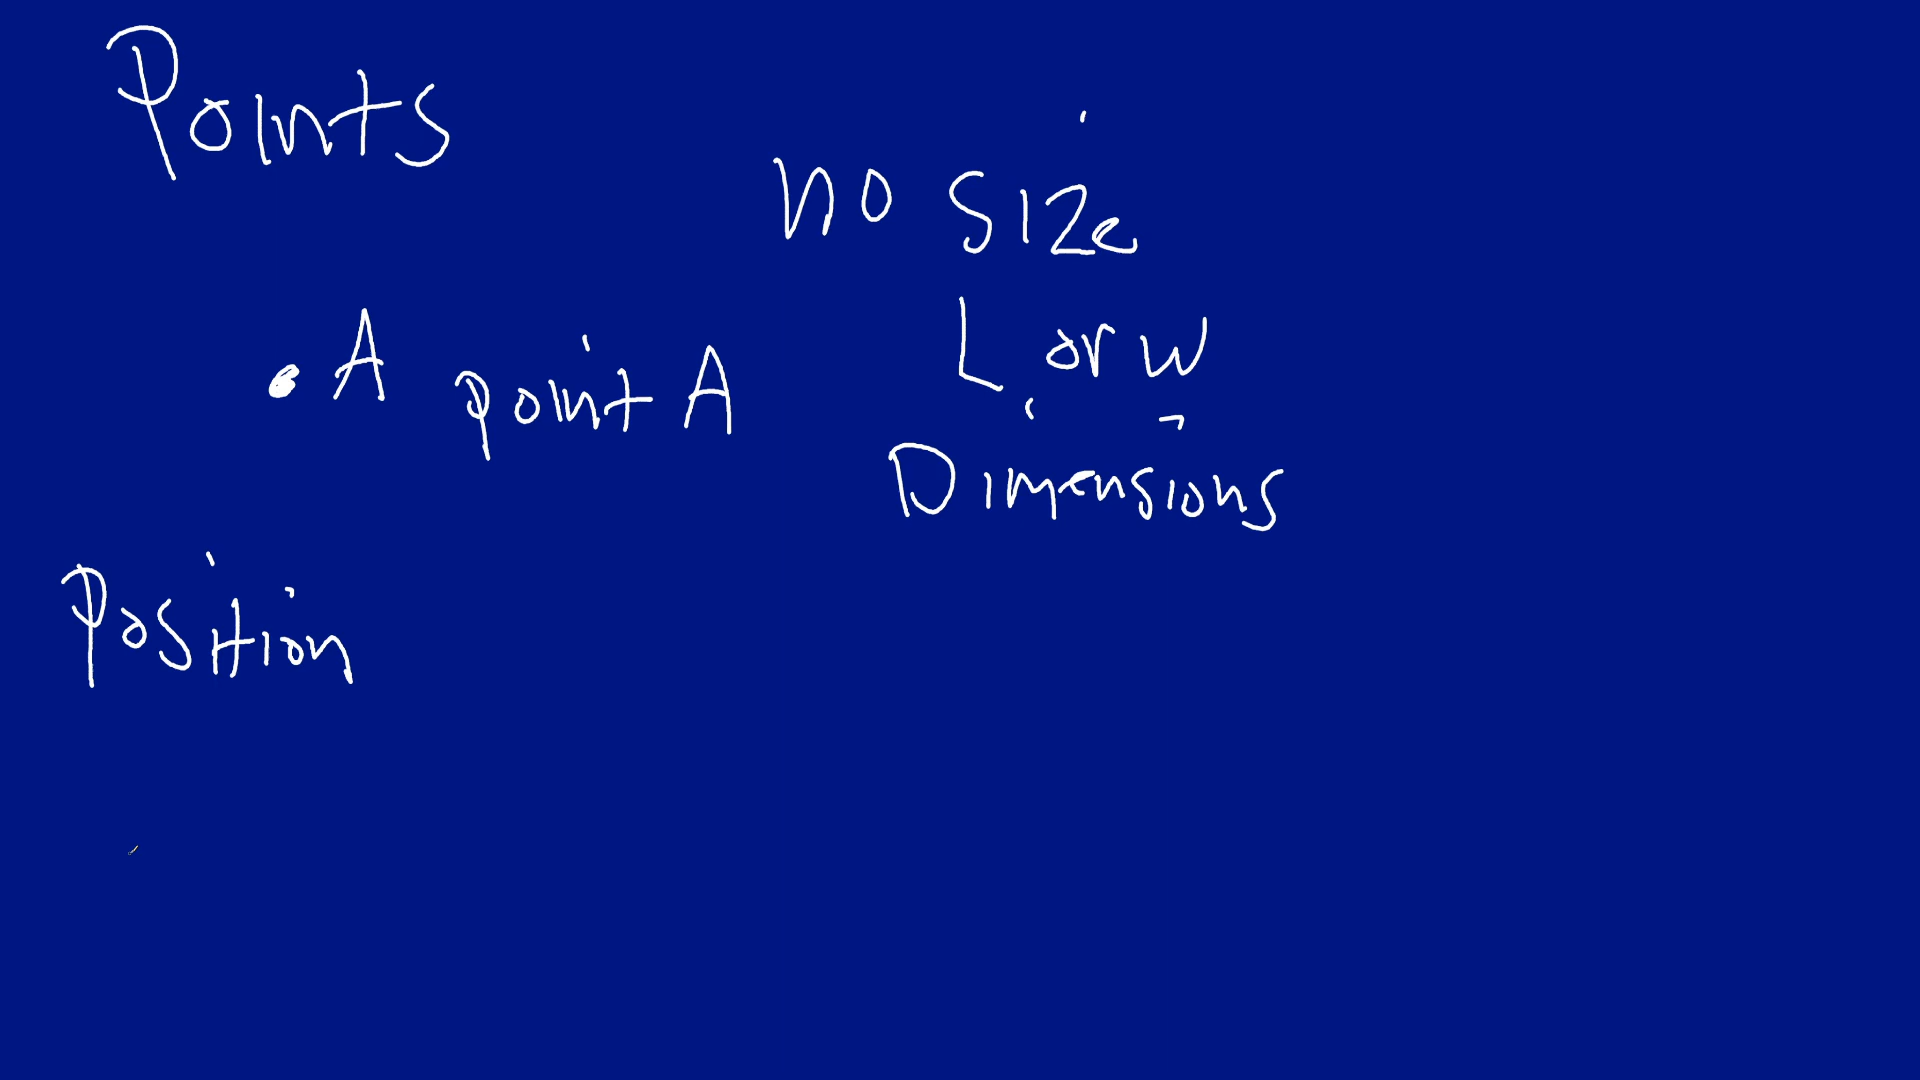 Points
no size
• A point A
L or w
Dimensions
Position